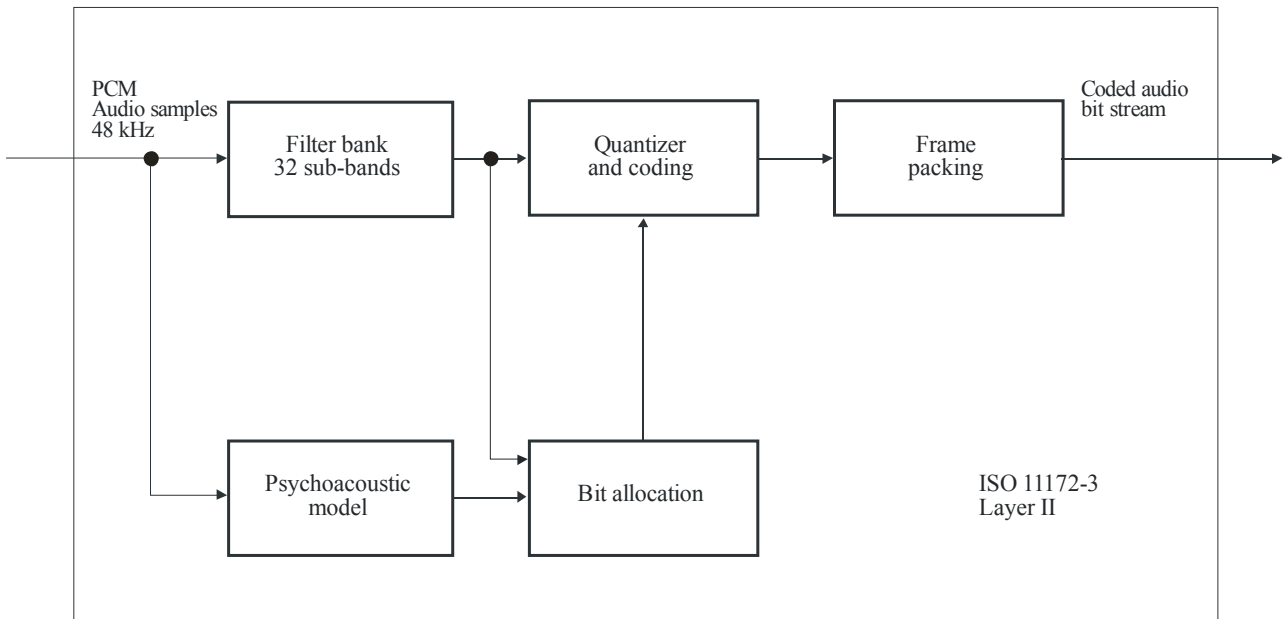 PCM
Audio samples
48 kHz
Filter bank
32 sub-bands
Quantizer
and coding
Frame
packing
Coded audio
bit stream
Psychoacoustic
model
Bit allocation
ISO 11172-3
Layer II